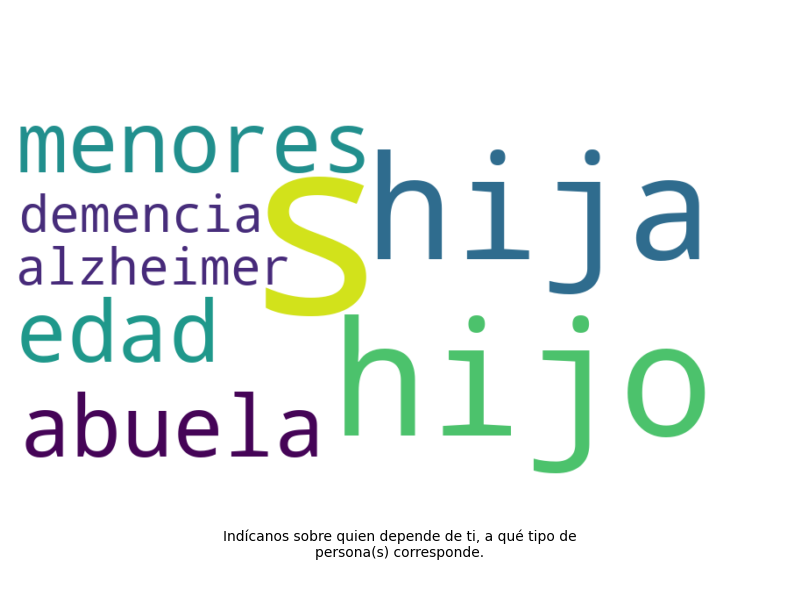 menores
s
hija
demencia
alzheimer
edad
hijo
abuela
Indícanos sobre quien depende de ti, a qué tipo de
persona(s) corresponde.